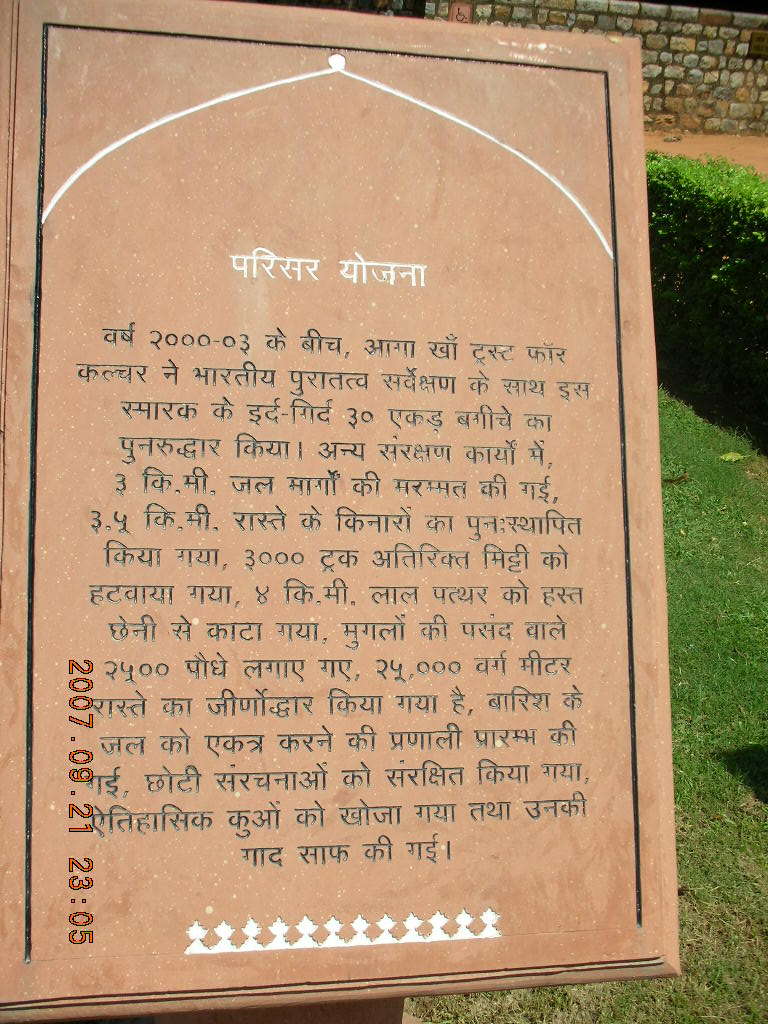 परिसर योजना
वर्ष २०००-०३ के बीच, आगा खाँ ट्रस्ट फॉर
कल्चर ने भारतीय पुरातत्व सर्वेक्षण के साथ इस
स्मारक के इर्द-गिर्द ३० एकड़ बगीचे का
पुनरुद्धार किया। अन्य संरक्षण कार्यों में,
३ कि.मी. जल मार्गों की मरम्मत की गई,
३.५ कि.मी. रास्ते के किनारों का पुनःस्थापित
किया गया, ३००० ट्रक अतिरिक्त मिट्टी को
हटवाया गया, ४ कि.मी. लाल पत्थर को हस्त
छेनी से काटा गया, मुगलों की पसंद वाले
२५०० पौधे लगाए गए, २५,००० वर्ग मीटर
रास्ते का जीर्णोद्धार किया गया है, बारिश के
जल को एकत्र करने की प्रणाली प्रारम्भ की
गई, छोटी संरचनाओं को संरक्षित किया गया,
ऐतिहासिक कुओं को खोजा गया तथा उनकी
गाद साफ की गई।
2007.09.21 23:05